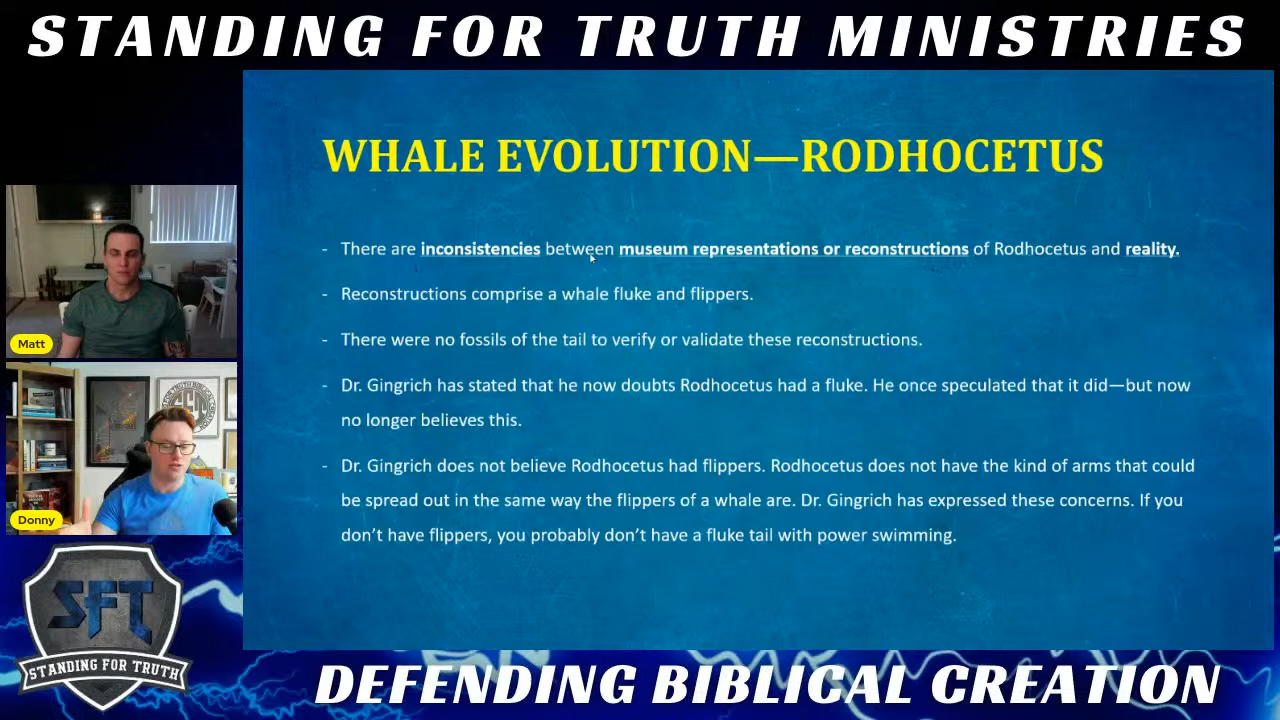 STANDING FOR TRUTH MINISTRIES
WHALE EVOLUTION—RODHOCETUS
- There are inconsistencies between museum representations or reconstructions of Rodhocetus and reality.
- Reconstructions comprise a whale fluke and flippers.
- There were no fossils of the tail to verify or validate these reconstructions.
- Dr. Gingrich has stated that he now doubts Rodhocetus had a fluke. He once speculated that it did—but now
no longer believes this.
- Dr. Gingrich does not believe Rodhocetus had flippers. Rodhocetus does not have the kind of arms that could
be spread out in the same way the flippers of a whale are. Dr. Gingrich has expressed these concerns. If you
don't have flippers, you probably don't have a fluke tail with power swimming.
Matt
Donny
SFT
STANDING FOR TRUTH
DEFENDING BIBLICAL CREATION